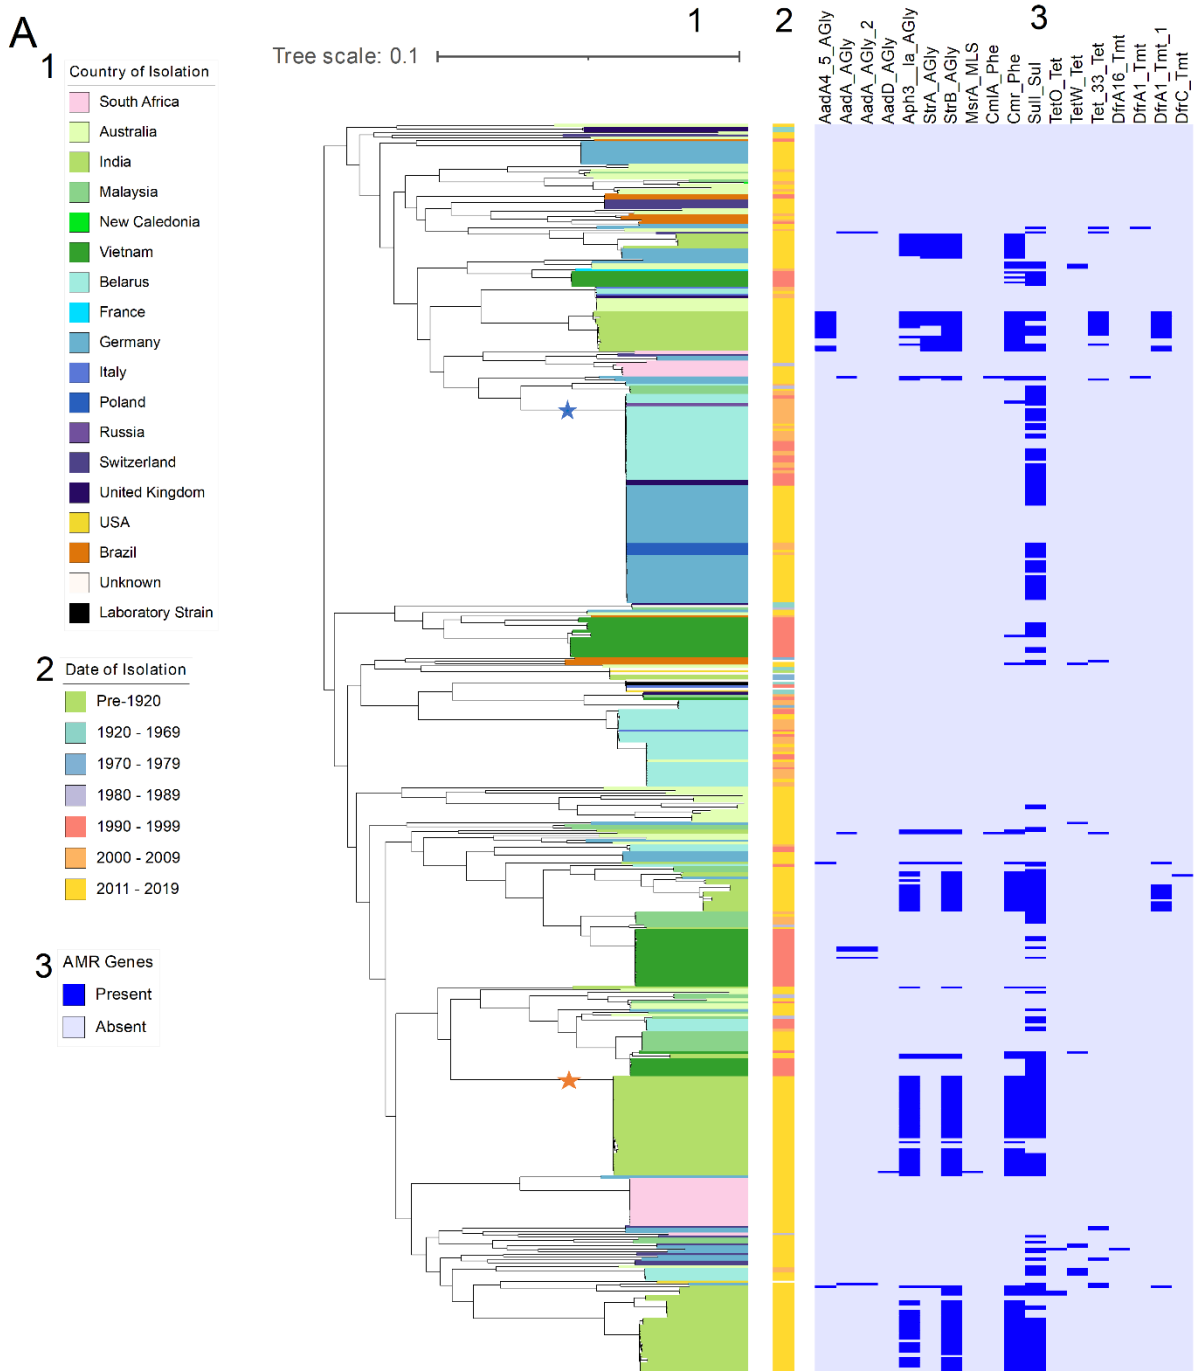 A
1
2
3
Tree scale: 0.1
AadA4_5_AGly
AadA_AGly
AadA_AGly_2
AadD_AGly
Aph3__Ia_AGly
StrA_AGly
StrB_AGly
MsrA_MLS
CmlA_Phe
Cmr_Phe
SulI_Sul
TetO_Tet
TetW_Tet
Tet_33_Tet
DfrA16_Tmt
DfrA1_Tmt
DfrA1_Tmt_1
DfrC_Tmt
1
Country of Isolation
South Africa
Australia
India
Malaysia
New Caledonia
Vietnam
Belarus
France
Germany
Italy
Poland
Russia
Switzerland
United Kingdom
USA
Brazil
Unknown
Laboratory Strain
2
Date of Isolation
Pre-1920
1920 - 1969
1970 - 1979
1980 - 1989
1990 - 1999
2000 - 2009
2011 - 2019
3
AMR Genes
Present
Absent